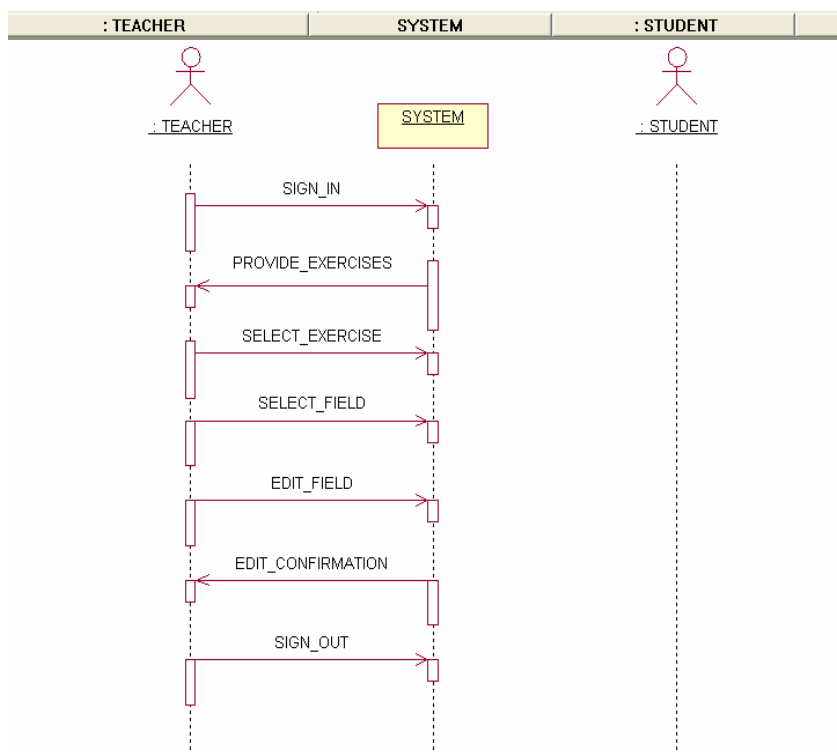 : TEACHER SYSTEM : STUDENT
: TEACHER SYSTEM : STUDENT
SIGN_IN
PROVIDE_EXERCISES
SELECT_EXERCISE
SELECT_FIELD
EDIT_FIELD
EDIT_CONFIRMATION
SIGN_OUT